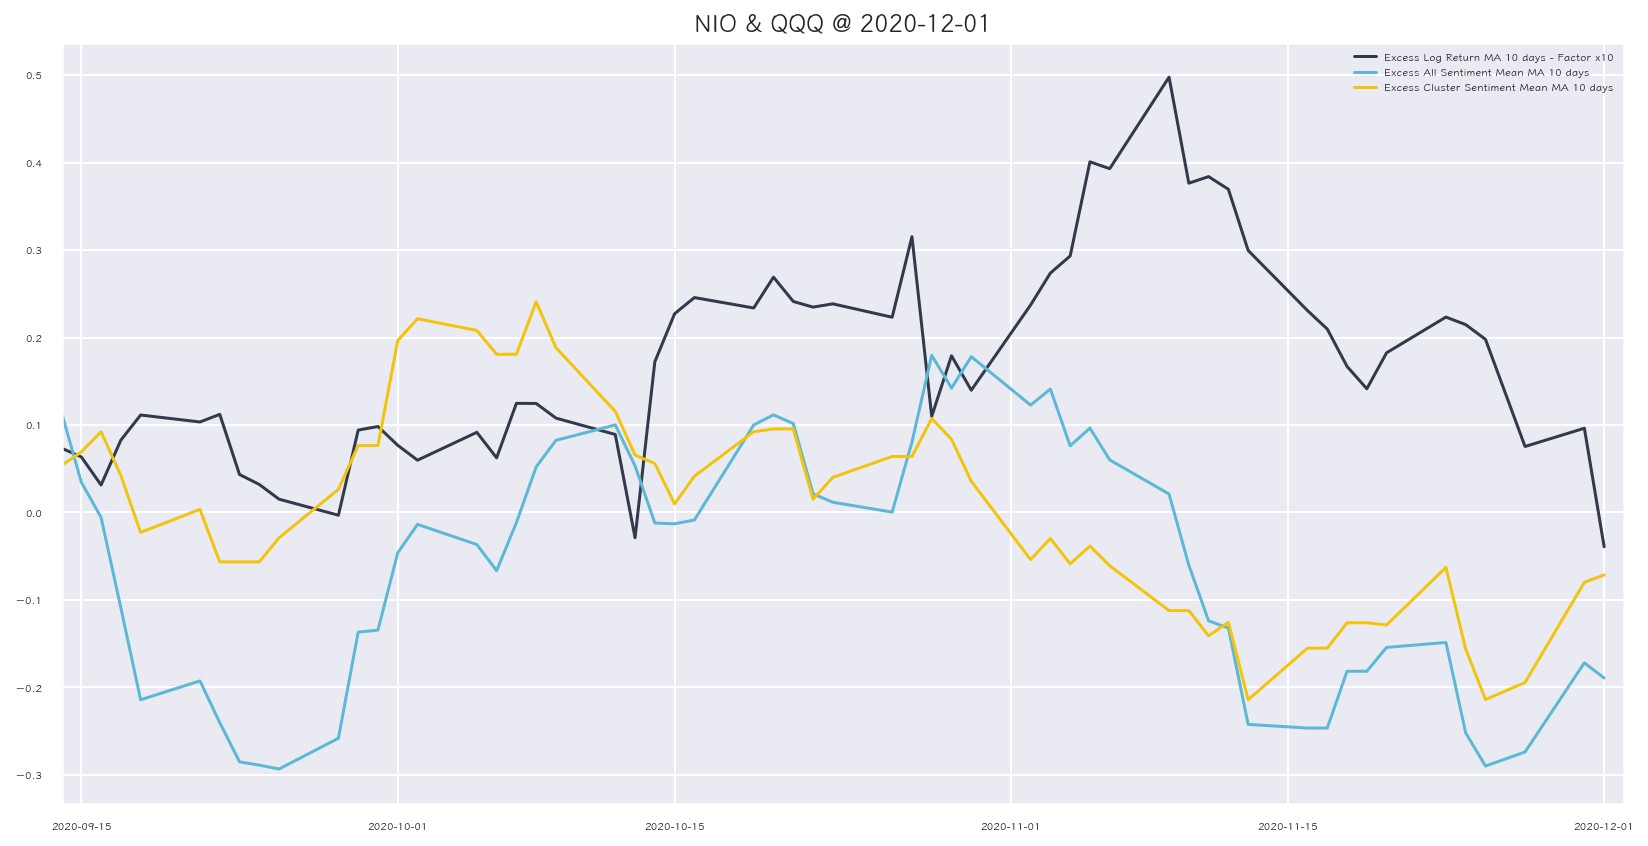 NIO & QQQ @ 2020-12-01
Excess Log Return MA 10 days - Factor x10
Excess All Sentiment Mean MA 10 days
Excess Cluster Sentiment Mean MA 10 days
0.5
0.4
0.3
0.2
0.1
0.0
−0.1
−0.2
−0.3
2020-09-15 2020-10-01 2020-10-15 2020-11-01 2020-11-15 2020-12-01